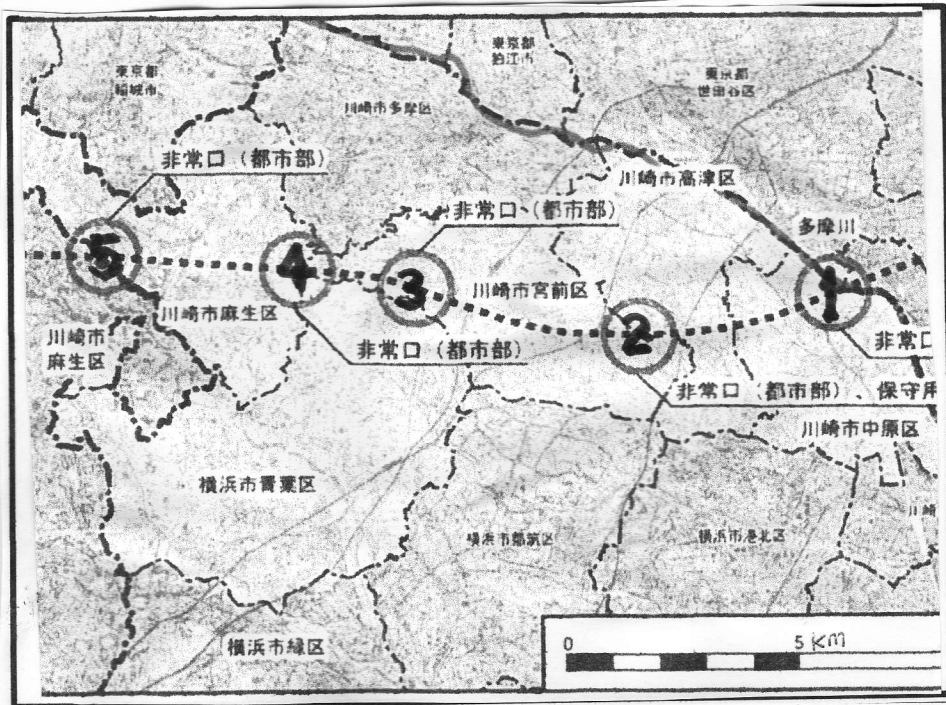 東京都
稲城市
東京都
狛江市
東京都
世田谷区
川崎市多摩区
非常口（都市部）
川崎市高津区
非常口（都市部）
多摩川
5
4
3
川崎市宮前区
1
2
川崎市麻生区
川崎市
麻生区
非常口（都市部）
非常口
非常口（都市部）、保守用
川崎市中原区
横浜市青葉区
川崎
横浜市都筑区
横浜市港北区
横浜市緑区
0
5 KM